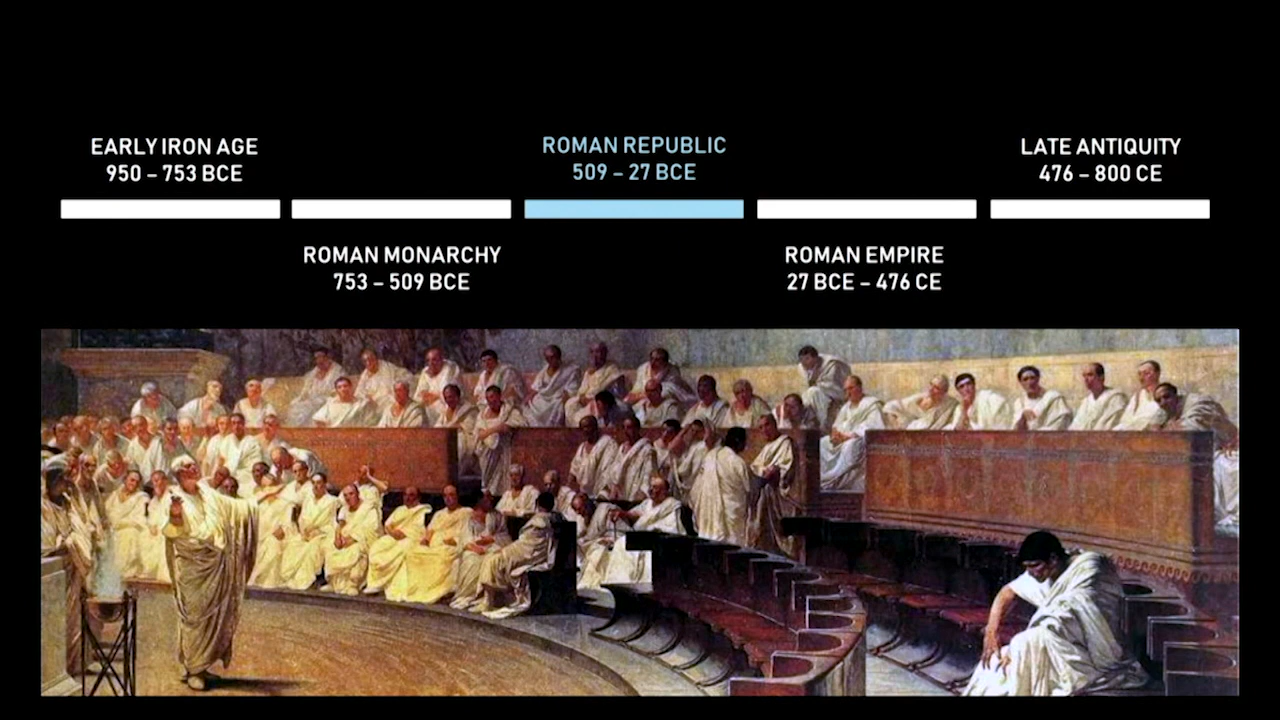 EARLY IRON AGE
950 – 753 BCE
ROMAN MONARCHY
753 – 509 BCE
ROMAN REPUBLIC
509 – 27 BCE
ROMAN EMPIRE
27 BCE – 476 CE
LATE ANTIQUITY
476 – 800 CE